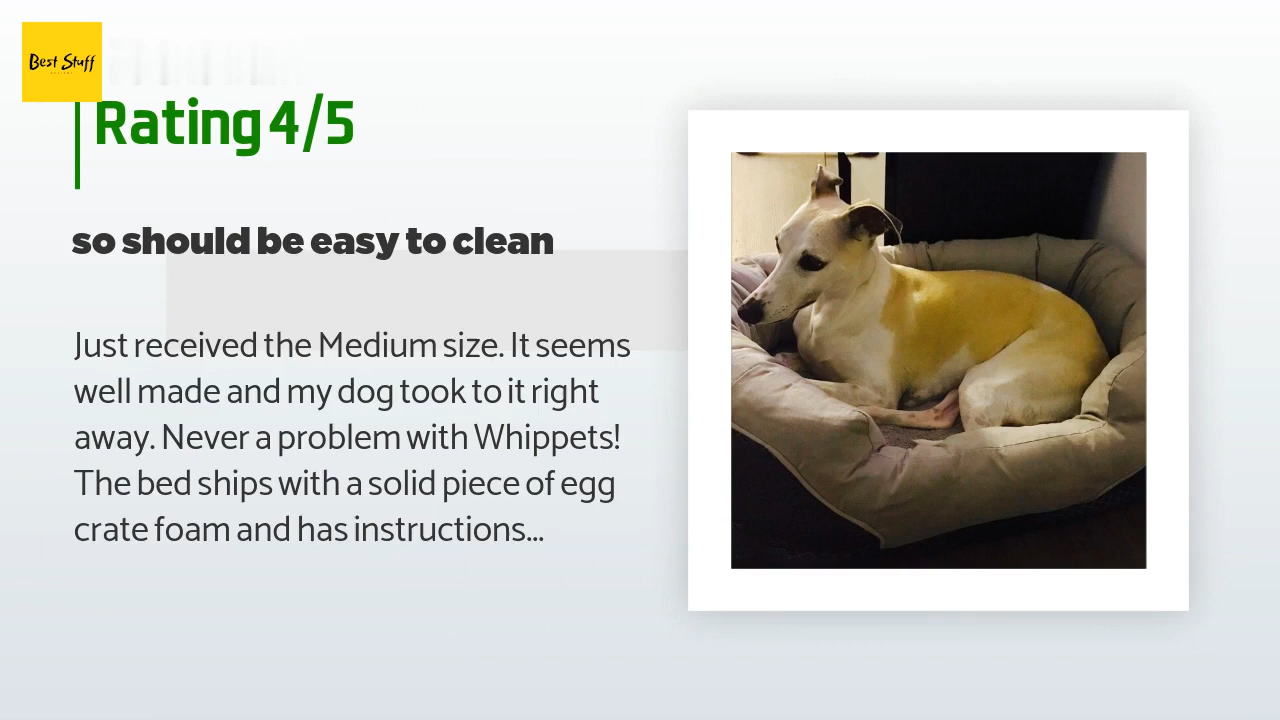 Best Stuff
Rating 4/5
so should be easy to clean
Just received the Medium size. It seems
well made and my dog took to it right
away. Never a problem with Whippets!
The bed ships with a solid piece of egg
crate foam and has instructions...